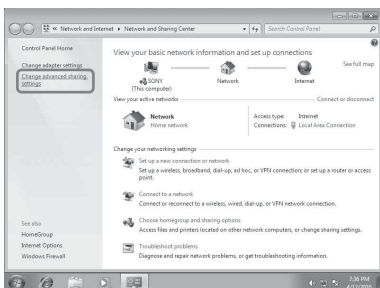 « Network and Internet ▸ Network and Sharing Center
Search Control Panel
Control Panel Home
Change adapter settings
Change advanced sharing settings
See also
HomeGroup
Internet Options
Windows Firewall
View your basic network information and set up connections
See full map
SONY
(This computer)
Network
Internet
View your active networks
Connect or disconnect
Network
Home network
Access type: Internet
Connections: Local Area Connection
Change your networking settings
Set up a new connection or network
Set up a wireless, broadband, dial-up, ad hoc, or VPN connection; or set up a router or access
point.
Connect to a network
Connect or reconnect to a wireless, wired, dial-up, or VPN network connection.
Choose homegroup and sharing options
Access files and printers located on other network computers, or change sharing settings.
Troubleshoot problems
Diagnose and repair network problems, or get troubleshooting information.
7:36 PM